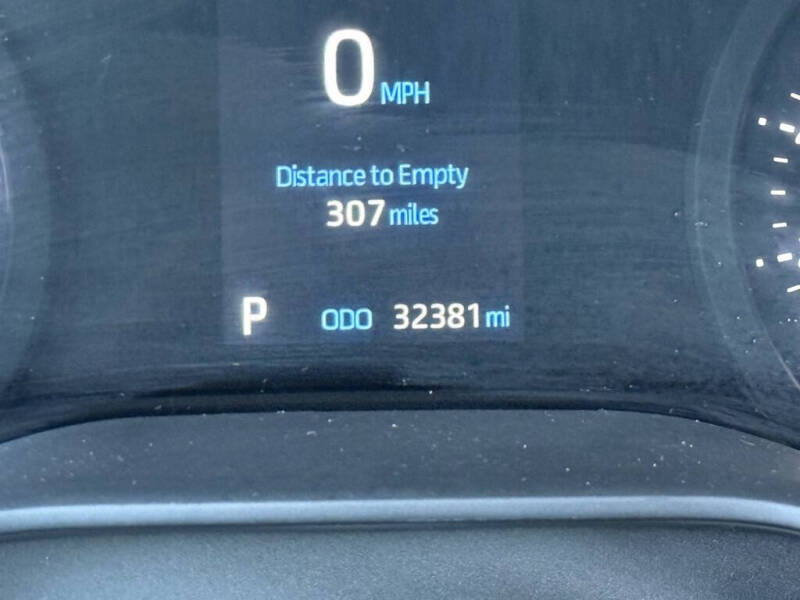 0 MPH
Distance to Empty
307 miles
P ODO 32381 mi